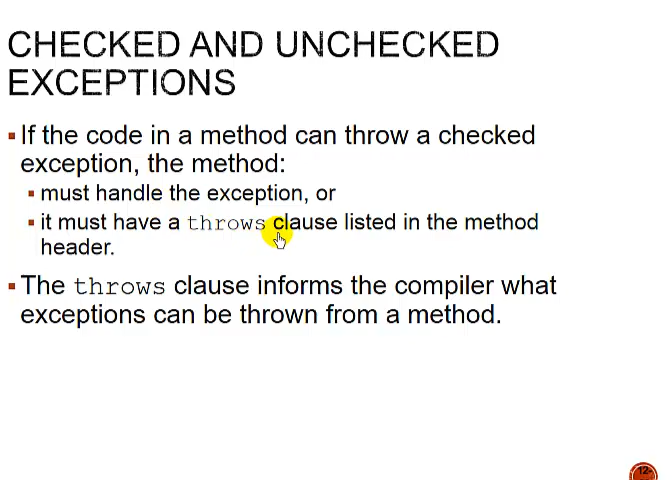 CHECKED AND UNCHECKED
EXCEPTIONS
▪ If the code in a method can throw a checked
exception, the method:
▪ must handle the exception, or
▪ it must have a throws clause listed in the method
header.
▪ The throws clause informs the compiler what
exceptions can be thrown from a method.
12-